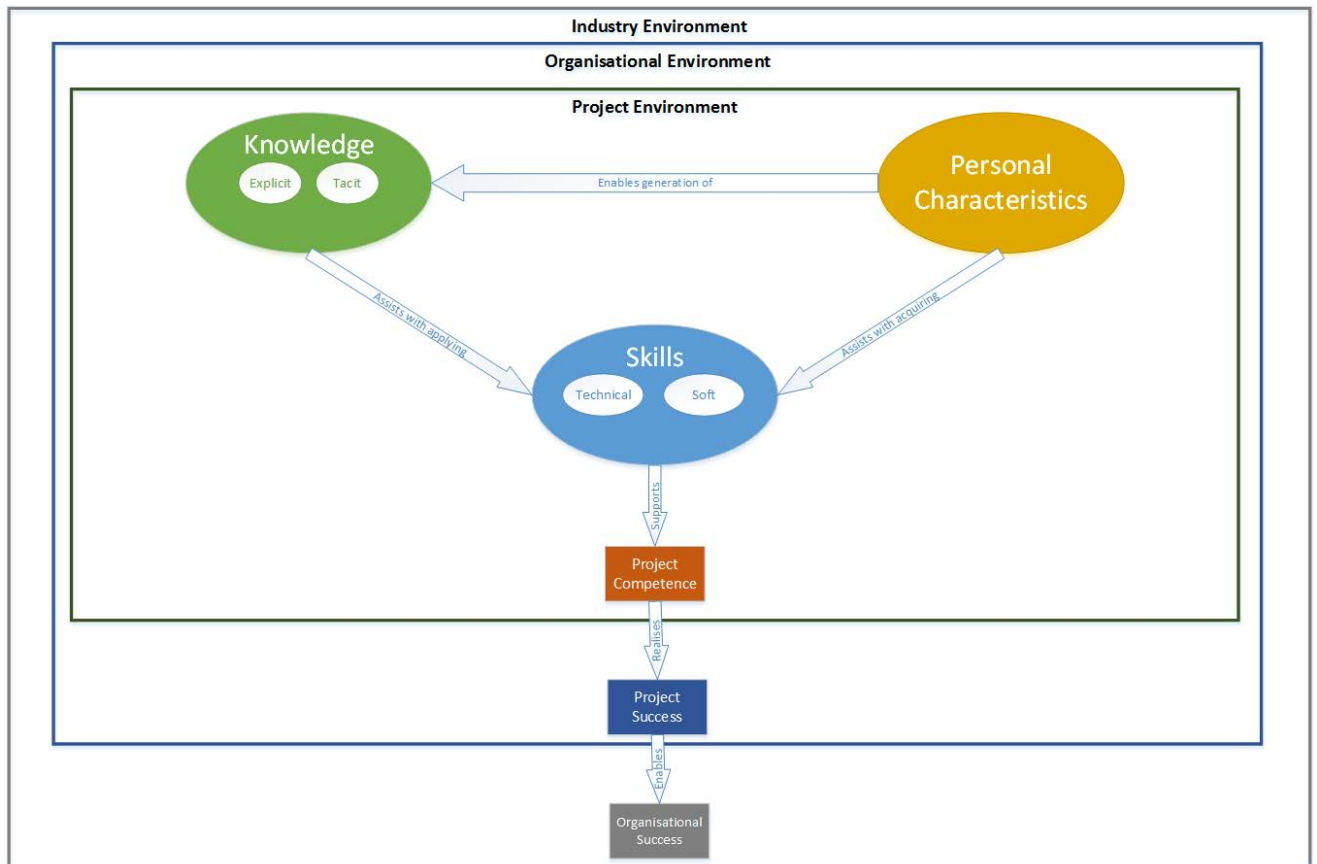 Industry Environment
Organisational Environment
Project Environment
Knowledge
Explicit
Tacit
Enables generation of
Personal
Characteristics
Assists with applying
Assists with acquiring
Skills
Technical
Soft
Supports
Project
Competence
Realises
Project
Success
Enables
Organisational
Success